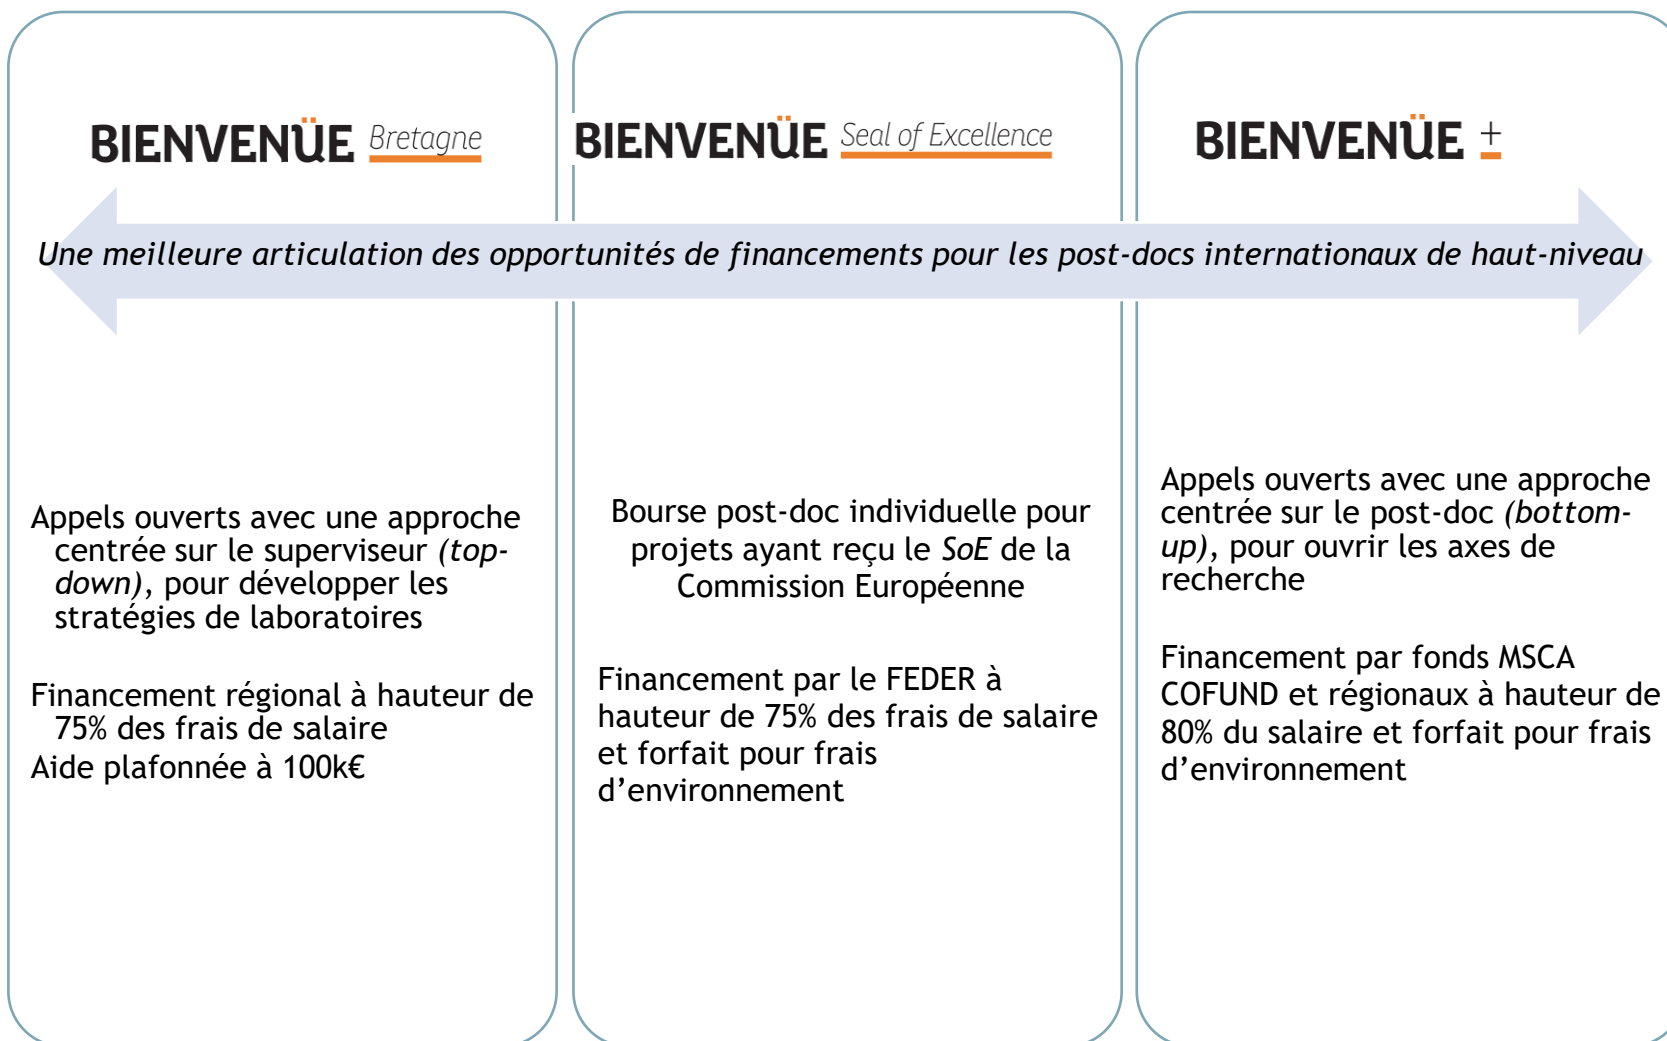 BIENVENÜE Bretagne
BIENVENÜE Seal of Excellence
BIENVENÜE +
Une meilleure articulation des opportunités de financements pour les post-docs internationaux de haut-niveau
Appels ouverts avec une approche
centrée sur le superviseur (top-
down), pour développer les
stratégies de laboratoires
Financement régional à hauteur de
75% des frais de salaire
Aide plafonnée à 100k€
Bourse post-doc individuelle pour
projets ayant reçu le SoE de la
Commission Européenne
Financement par le FEDER à
hauteur de 75% des frais de salaire
et forfait pour frais
d’environnement
Appels ouverts avec une approche
centrée sur le post-doc (bottom-
up), pour ouvrir les axes de
recherche
Financement par fonds MSCA
COFUND et régionaux à hauteur de
80% du salaire et forfait pour frais
d’environnement